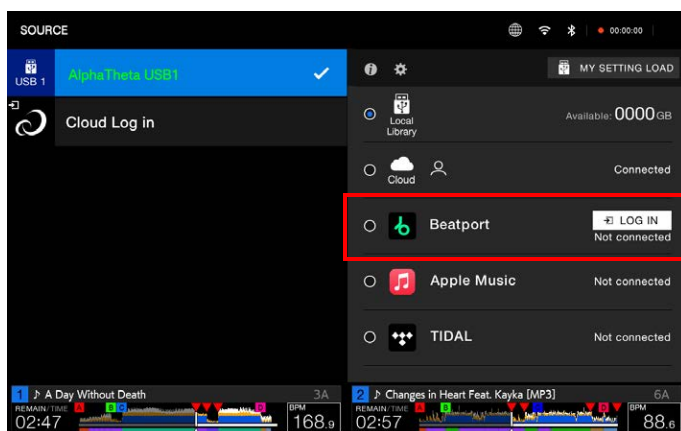 SOURCE
00:00:00
USB 1
AlphaTheta USB1
MY SETTING LOAD
Cloud Log in
Local
Library
Available: 0000 GB
Cloud
Connected
Beatport
LOG IN
Not connected
Apple Music
Not connected
TIDAL
Not connected
1 ♪ A Day Without Death 3A
REMAIN/TIME A B C D BPM
02:47 168.9
2 ♪ Changes in Heart Feat. Kayka [MP3] 6A
REMAIN/TIME A B D BPM
02:57 88.6